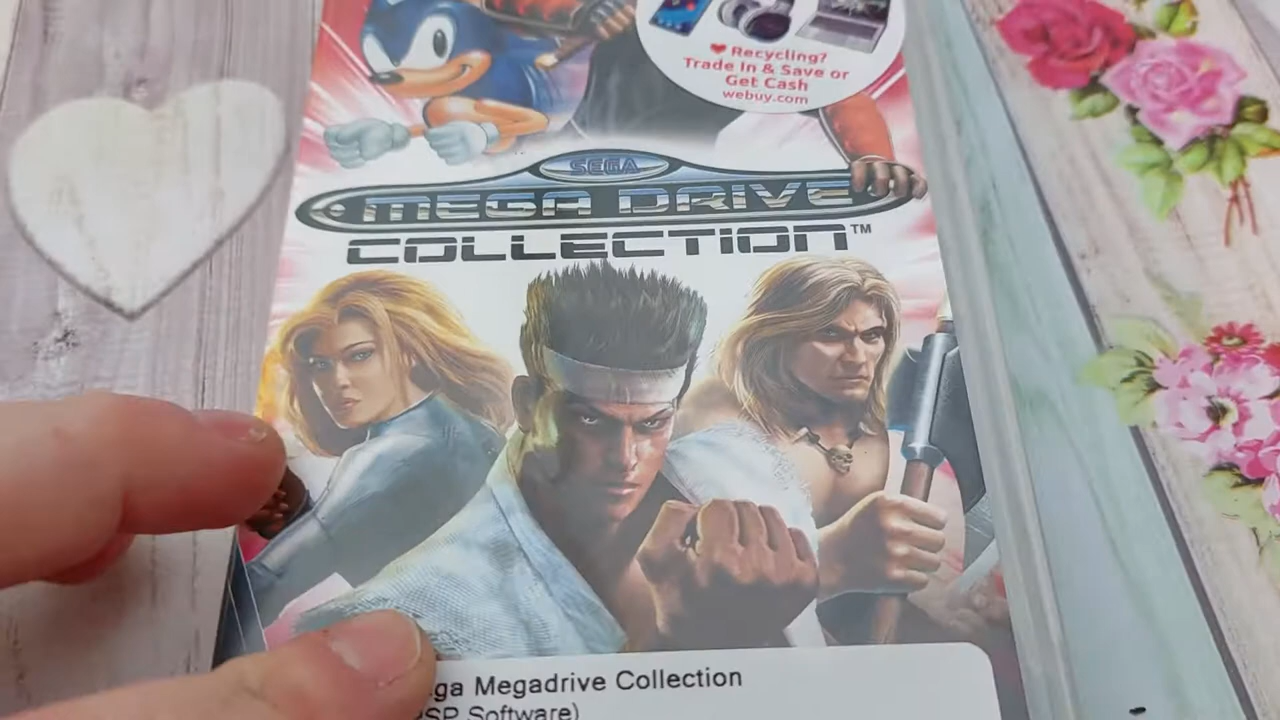 ♥ Recycling?
Trade In & Save or
Get Cash
webuy.com
SEGA
MEGA DRIVE
COLLECTION™
ga Megadrive Collection
SP Software)